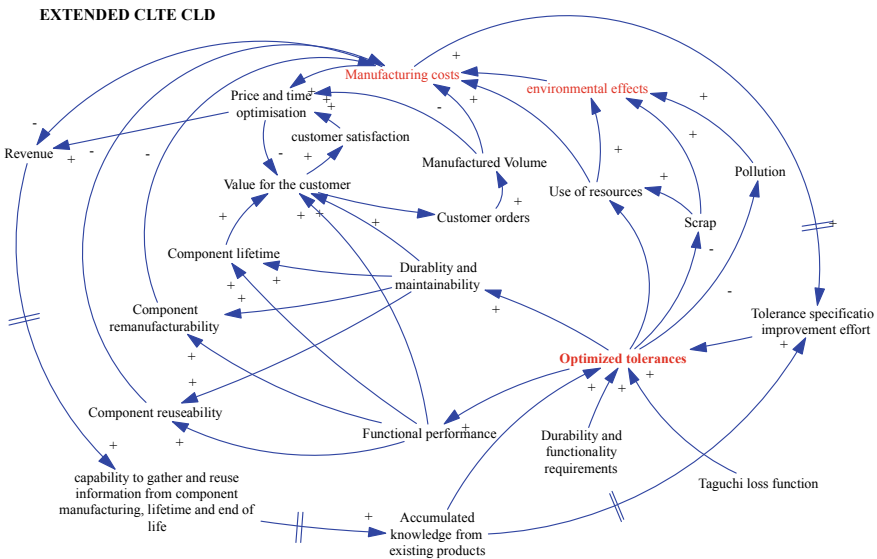 EXTENDED CLTE CLD
Manufacturing costs
environmental effects
Price and time
optimisation
customer satisfaction
Revenue
Manufactured Volume
Pollution
Value for the customer
Use of resources
Customer orders
Scrap
Component lifetime
Durablity and
maintainability
Component
remanufacturability
Tolerance specificatio
improvement effort
Optimized tolerances
Component reuseability
Functional performance
Durability and
functionality
requirements
capability to gather and reuse
information from component
manufacturing, lifetime and end of
life
Taguchi loss function
Accumulated
knowledge from
existing products